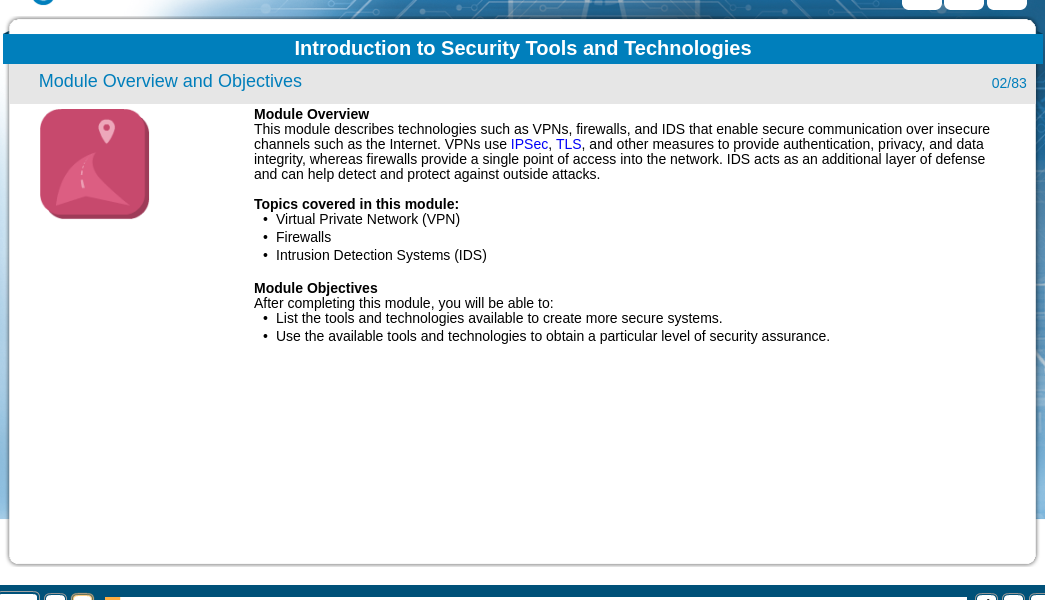 Introduction to Security Tools and Technologies
Module Overview and Objectives
02/83
Module Overview
This module describes technologies such as VPNs, firewalls, and IDS that enable secure communication over insecure
channels such as the Internet. VPNs use IPSec, TLS, and other measures to provide authentication, privacy, and data
integrity, whereas firewalls provide a single point of access into the network. IDS acts as an additional layer of defense
and can help detect and protect against outside attacks.
Topics covered in this module:
• Virtual Private Network (VPN)
• Firewalls
• Intrusion Detection Systems (IDS)
Module Objectives
After completing this module, you will be able to:
• List the tools and technologies available to create more secure systems.
• Use the available tools and technologies to obtain a particular level of security assurance.